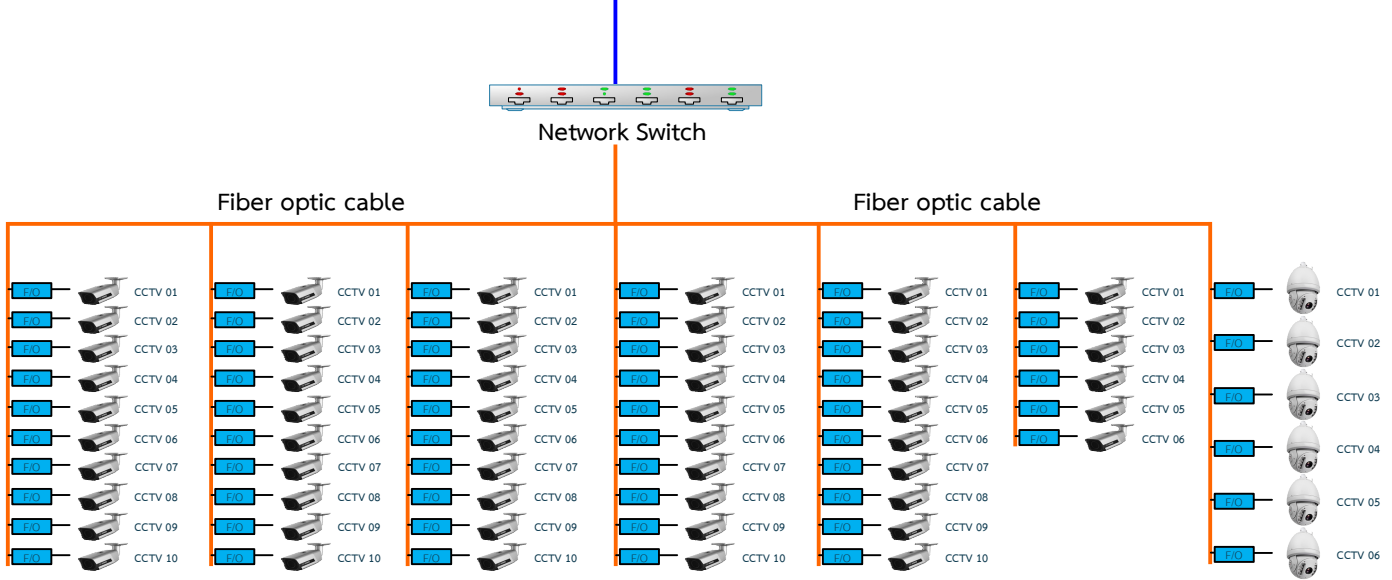 Network Switch
Fiber optic cable Fiber optic cable
F/O CCTV 01 F/O CCTV 01 F/O CCTV 01 F/O CCTV 01 F/O CCTV 01 F/O CCTV 01 F/O CCTV 01
F/O CCTV 02 F/O CCTV 02 F/O CCTV 02 F/O CCTV 02 F/O CCTV 02 F/O CCTV 02
F/O CCTV 02
F/O CCTV 03 F/O CCTV 03 F/O CCTV 03 F/O CCTV 03 F/O CCTV 03 F/O CCTV 03
F/O CCTV 04 F/O CCTV 04 F/O CCTV 04 F/O CCTV 04 F/O CCTV 04 F/O CCTV 04
F/O CCTV 03
F/O CCTV 05 F/O CCTV 05 F/O CCTV 05 F/O CCTV 05 F/O CCTV 05 F/O CCTV 05
F/O CCTV 06 F/O CCTV 06 F/O CCTV 06 F/O CCTV 06 F/O CCTV 06 F/O CCTV 06
F/O CCTV 04
F/O CCTV 07 F/O CCTV 07 F/O CCTV 07 F/O CCTV 07 F/O CCTV 07
F/O CCTV 08 F/O CCTV 08 F/O CCTV 08 F/O CCTV 08 F/O CCTV 08
F/O CCTV 05
F/O CCTV 09 F/O CCTV 09 F/O CCTV 09 F/O CCTV 09 F/O CCTV 09
F/O CCTV 10 F/O CCTV 10 F/O CCTV 10 F/O CCTV 10 F/O CCTV 10 F/O CCTV 06